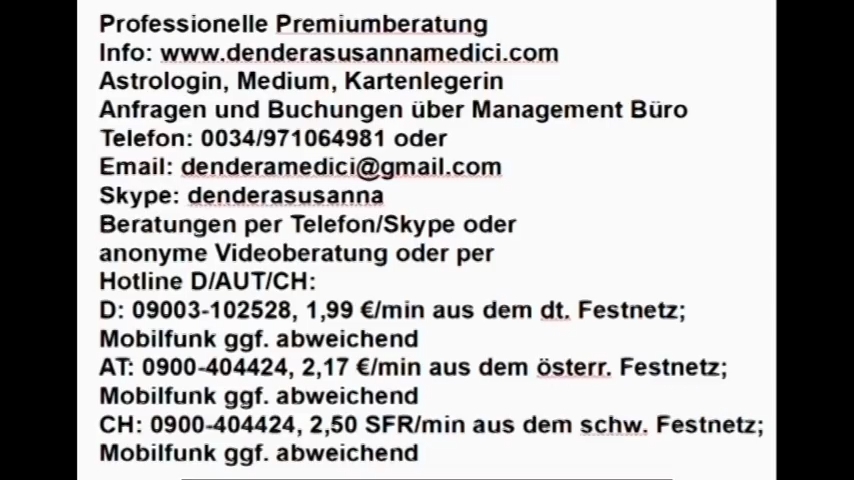 Professionelle Premiumberatung
Info: www.denderasusannamedici.com
Astrologin, Medium, Kartenlegerin
Anfragen und Buchungen über Management Büro
Telefon: 0034/971064981 oder
Email: denderamedici@gmail.com
Skype: denderasusanna
Beratungen per Telefon/Skype oder
anonyme Videoberatung oder per
Hotline D/AUT/CH:
D: 09003-102528, 1,99 €/min aus dem dt. Festnetz;
Mobilfunk ggf. abweichend
AT: 0900-404424, 2,17 €/min aus dem österr. Festnetz;
Mobilfunk ggf. abweichend
CH: 0900-404424, 2,50 SFR/min aus dem schw. Festnetz;
Mobilfunk ggf. abweichend